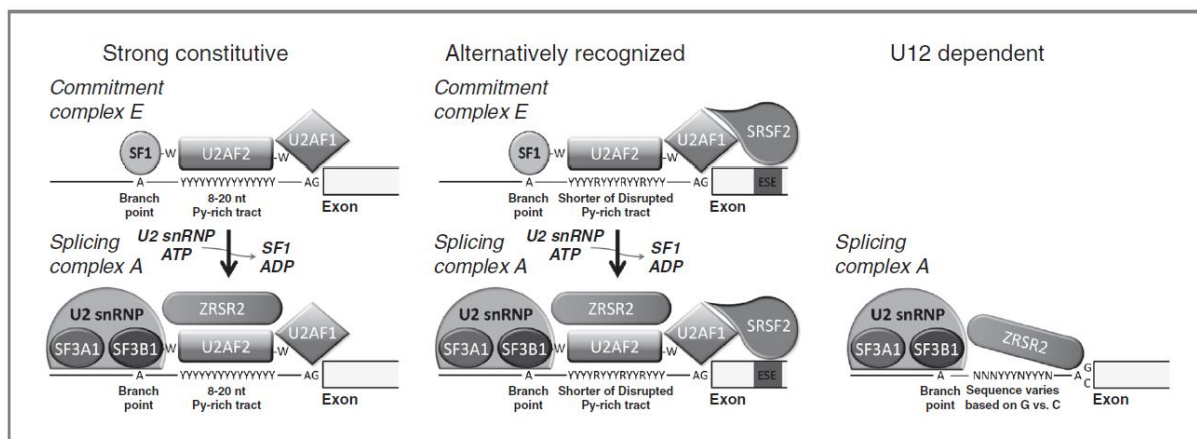 Strong constitutive
Commitment
complex E
SF1
W
U2AF2
W
U2AF1
A
YYYYYYYYYYYYYY
AG
Branch
point
8-20 nt
Py-rich tract
Exon
U2 snRNP
ATP
SF1
ADP
Splicing
complex A
U2 snRNP
SF3A1
SF3B1
W
ZRSR2
U2AF2
W
U2AF1
A
YYYYYYYYYYYYYY
AG
Branch
point
8-20 nt
Py-rich tract
Exon
Alternatively recognized
Commitment
complex E
SF1
W
U2AF2
W
U2AF1
SRSF2
A
YYYYRYYYRYYRYYY
AG
ESE
Branch
point
Shorter of Disrupted
Py-rich tract
Exon
U2 snRNP
ATP
SF1
ADP
Splicing
complex A
U2 snRNP
SF3A1
SF3B1
W
ZRSR2
U2AF2
W
U2AF1
SRSF2
A
YYYYRYYYRYYRYYY
AG
ESE
Branch
point
Shorter of Disrupted
Py-rich tract
Exon
U12 dependent
Splicing
complex A
U2 snRNP
SF3A1
SF3B1
ZRSR2
A
NNNYYYNYYYN
A
G
C
Branch
point
Sequence varies
based on G vs. C
Exon